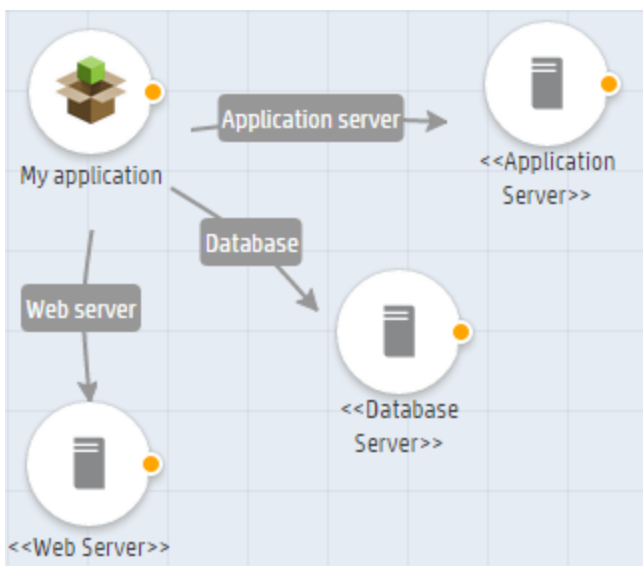 Application server
My application
<<Application
Server>>
Database
Web server
<<Database
Server>>
<<Web Server>>